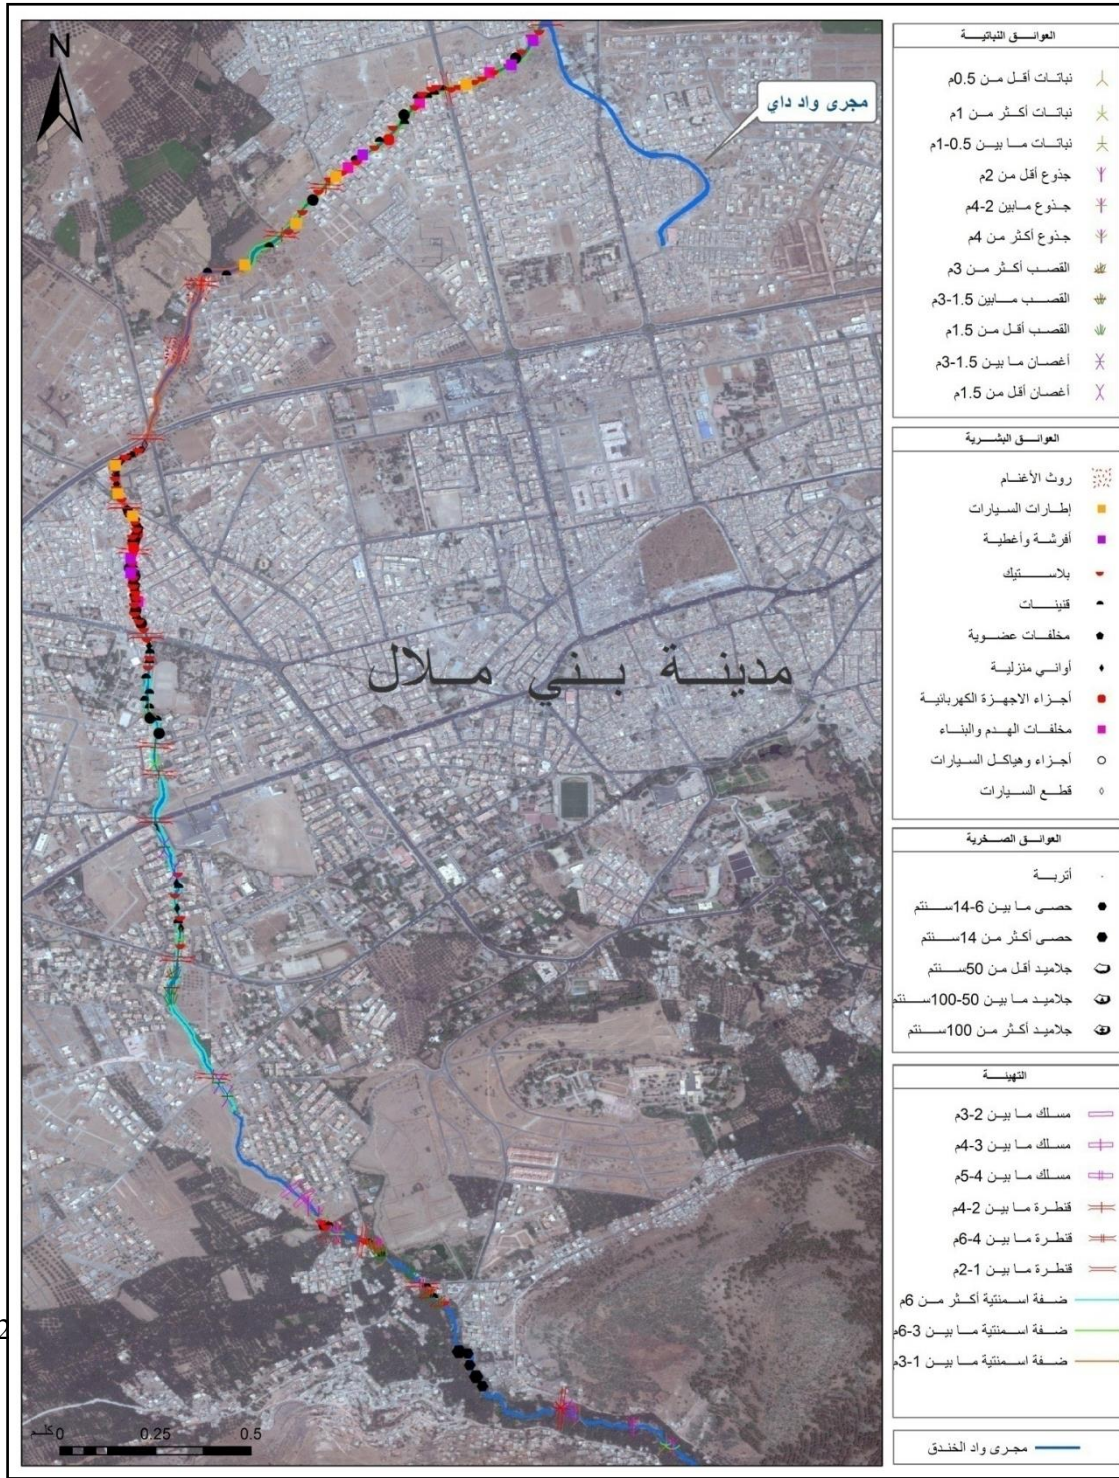 N
مجرى واد داي
مدينة بني ملال
2
كلم 0 0.25 0.5
العوائق النباتية
نباتات أقل من 0.5م
نباتات أكثر من 1م
نباتات ما بين 0.5-1م
جذوع أقل من 2م
جذوع مابين 2-4م
جذوع أكثر من 4م
القصب أكثر من 3م
القصب مابين 1.5-3م
القصب أقل من 1.5م
أغصان ما بين 1.5-3م
أغصان أقل من 1.5م
العوائق البشرية
روث الأغنام
إطارات السيارات
أفرشة وأغطية
بلاستيك
قنينات
مخلفات عضوية
أواني منزلية
أجزاء الاجهزة الكهربائية
مخلفات الهدم والبناء
أجزاء وهياكل السيارات
قطع السيارات
العوائق الصخرية
أتربة
حصى ما بين 6-14سنتم
حصى أكثر من 14سنتم
جلاميد أقل من 50سنتم
جلاميد ما بين 50-100سنتم
جلاميد أكثر من 100سنتم
التهيئة
مسلك ما بين 2-3م
مسلك ما بين 3-4م
مسلك ما بين 4-5م
قنطرة ما بين 2-4م
قنطرة ما بين 4-6م
قنطرة ما بين 1-2م
ضفة اسمنتية أكثر من 6م
ضفة اسمنتية ما بين 3-6م
ضفة اسمنتية ما بين 1-3م
مجرى واد الخندق